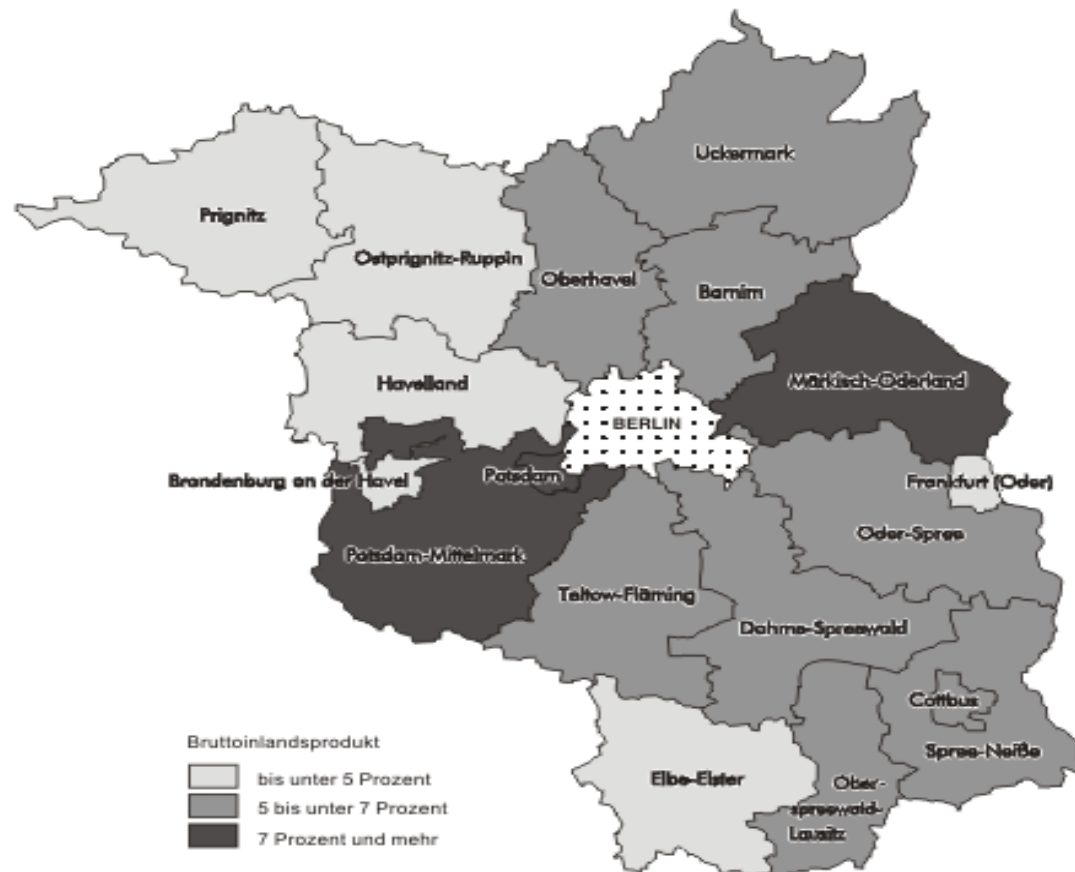 Uckermark
Prignitz
Ostprignitz-Ruppin
Oberhavel
Barnim
Havelland
Märkisch-Oderland
BERLIN
Brandenburg an der Havel
Potsdam
Frankfurt (Oder)
Oder-Spree
Potsdam-Mittelmark
Teltow-Fläming
Dahme-Spreewald
Cottbus
Spree-Neiße
Elbe-Elster
Ober-
spreewald-
Lausitz
Bruttoinlandsprodukt
bis unter 5 Prozent
5 bis unter 7 Prozent
7 Prozent und mehr